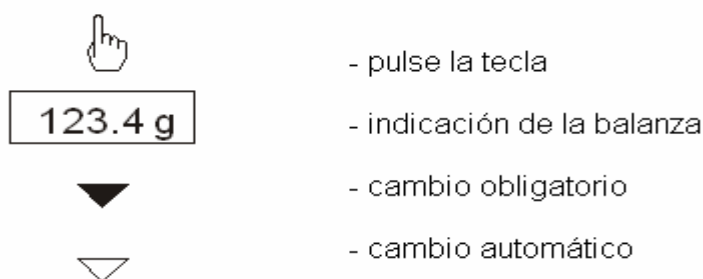 - pulse la tecla
123.4 g - indicación de la balanza
- cambio obligatorio
- cambio automático